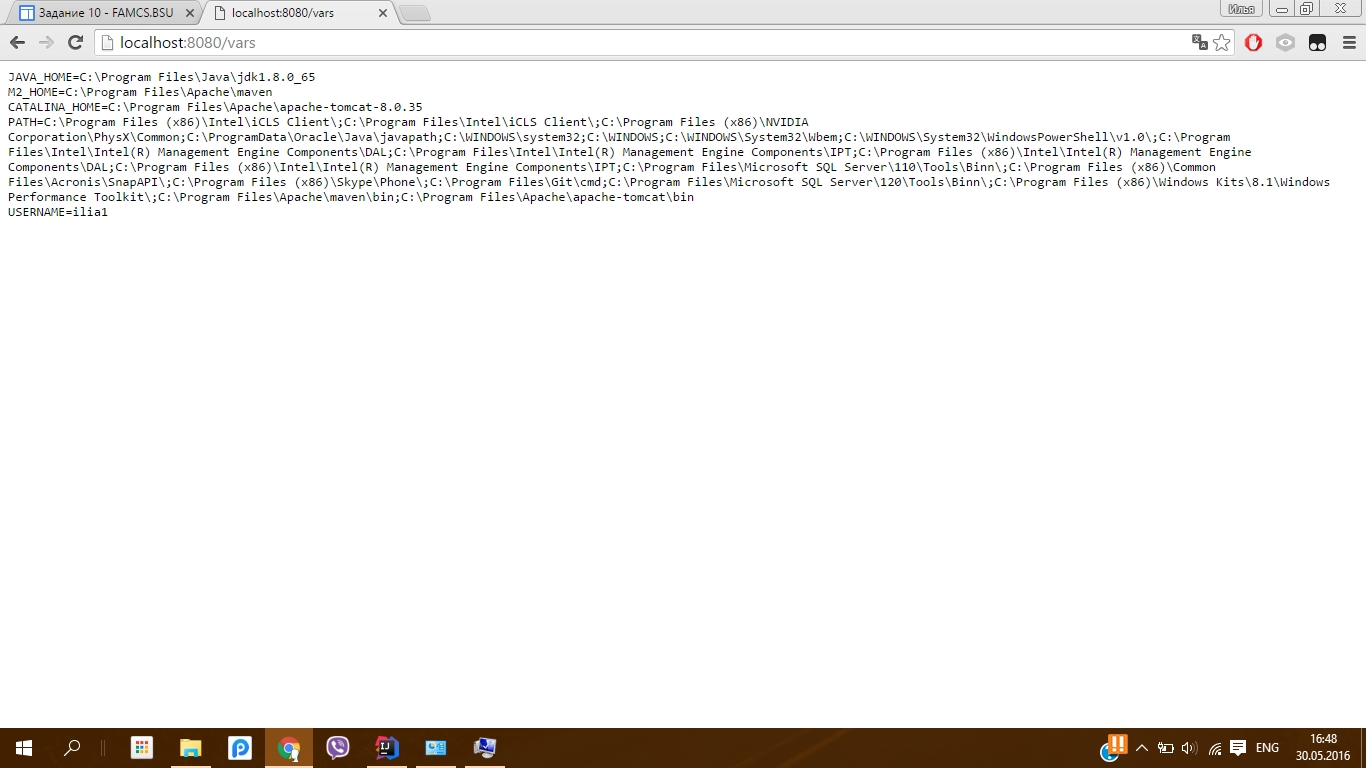 Задание 10 - FAMCS.BSU
localhost:8080/vars
Илья
localhost:8080/vars
JAVA_HOME=C:\Program Files\Java\jdk1.8.0_65
M2_HOME=C:\Program Files\Apache\maven
CATALINA_HOME=C:\Program Files\Apache\apache-tomcat-8.0.35
PATH=C:\Program Files (x86)\Intel\iCLS Client\;C:\Program Files\Intel\iCLS Client\;C:\Program Files (x86)\NVIDIA
Corporation\PhysX\Common;C:\ProgramData\Oracle\Java\javapath;C:\WINDOWS\system32;C:\WINDOWS;C:\WINDOWS\System32\Wbem;C:\WINDOWS\System32\WindowsPowerShell\v1.0\;C:\Program
Files\Intel\Intel(R) Management Engine Components\DAL;C:\Program Files\Intel\Intel(R) Management Engine Components\IPT;C:\Program Files (x86)\Intel\Intel(R) Management Engine
Components\DAL;C:\Program Files (x86)\Intel\Intel(R) Management Engine Components\IPT;C:\Program Files\Microsoft SQL Server\110\Tools\Binn\;C:\Program Files (x86)\Common
Files\Acronis\SnapAPI\;C:\Program Files (x86)\Skype\Phone\;C:\Program Files\Git\cmd;C:\Program Files\Microsoft SQL Server\120\Tools\Binn\;C:\Program Files (x86)\Windows Kits\8.1\Windows
Performance Toolkit\;C:\Program Files\Apache\maven\bin;C:\Program Files\Apache\apache-tomcat\bin
USERNAME=ilia1
ENG
16:48
30.05.2016